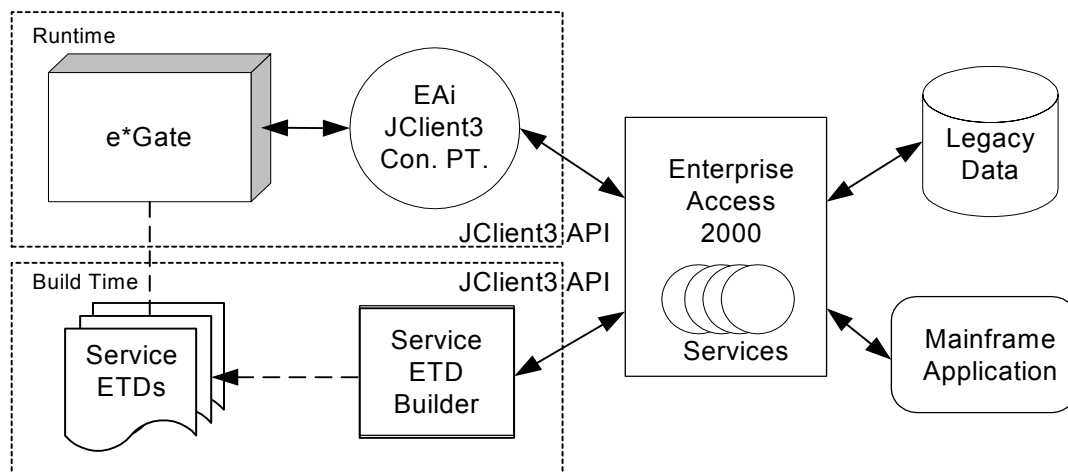 Runtime
e*Gate
EAi
JClient3
Con. PT.
JClient3 API
Build Time
JClient3 API
Service
ETDs
Service
ETD
Builder
Enterprise
Access
2000
Services
Legacy
Data
Mainframe
Application